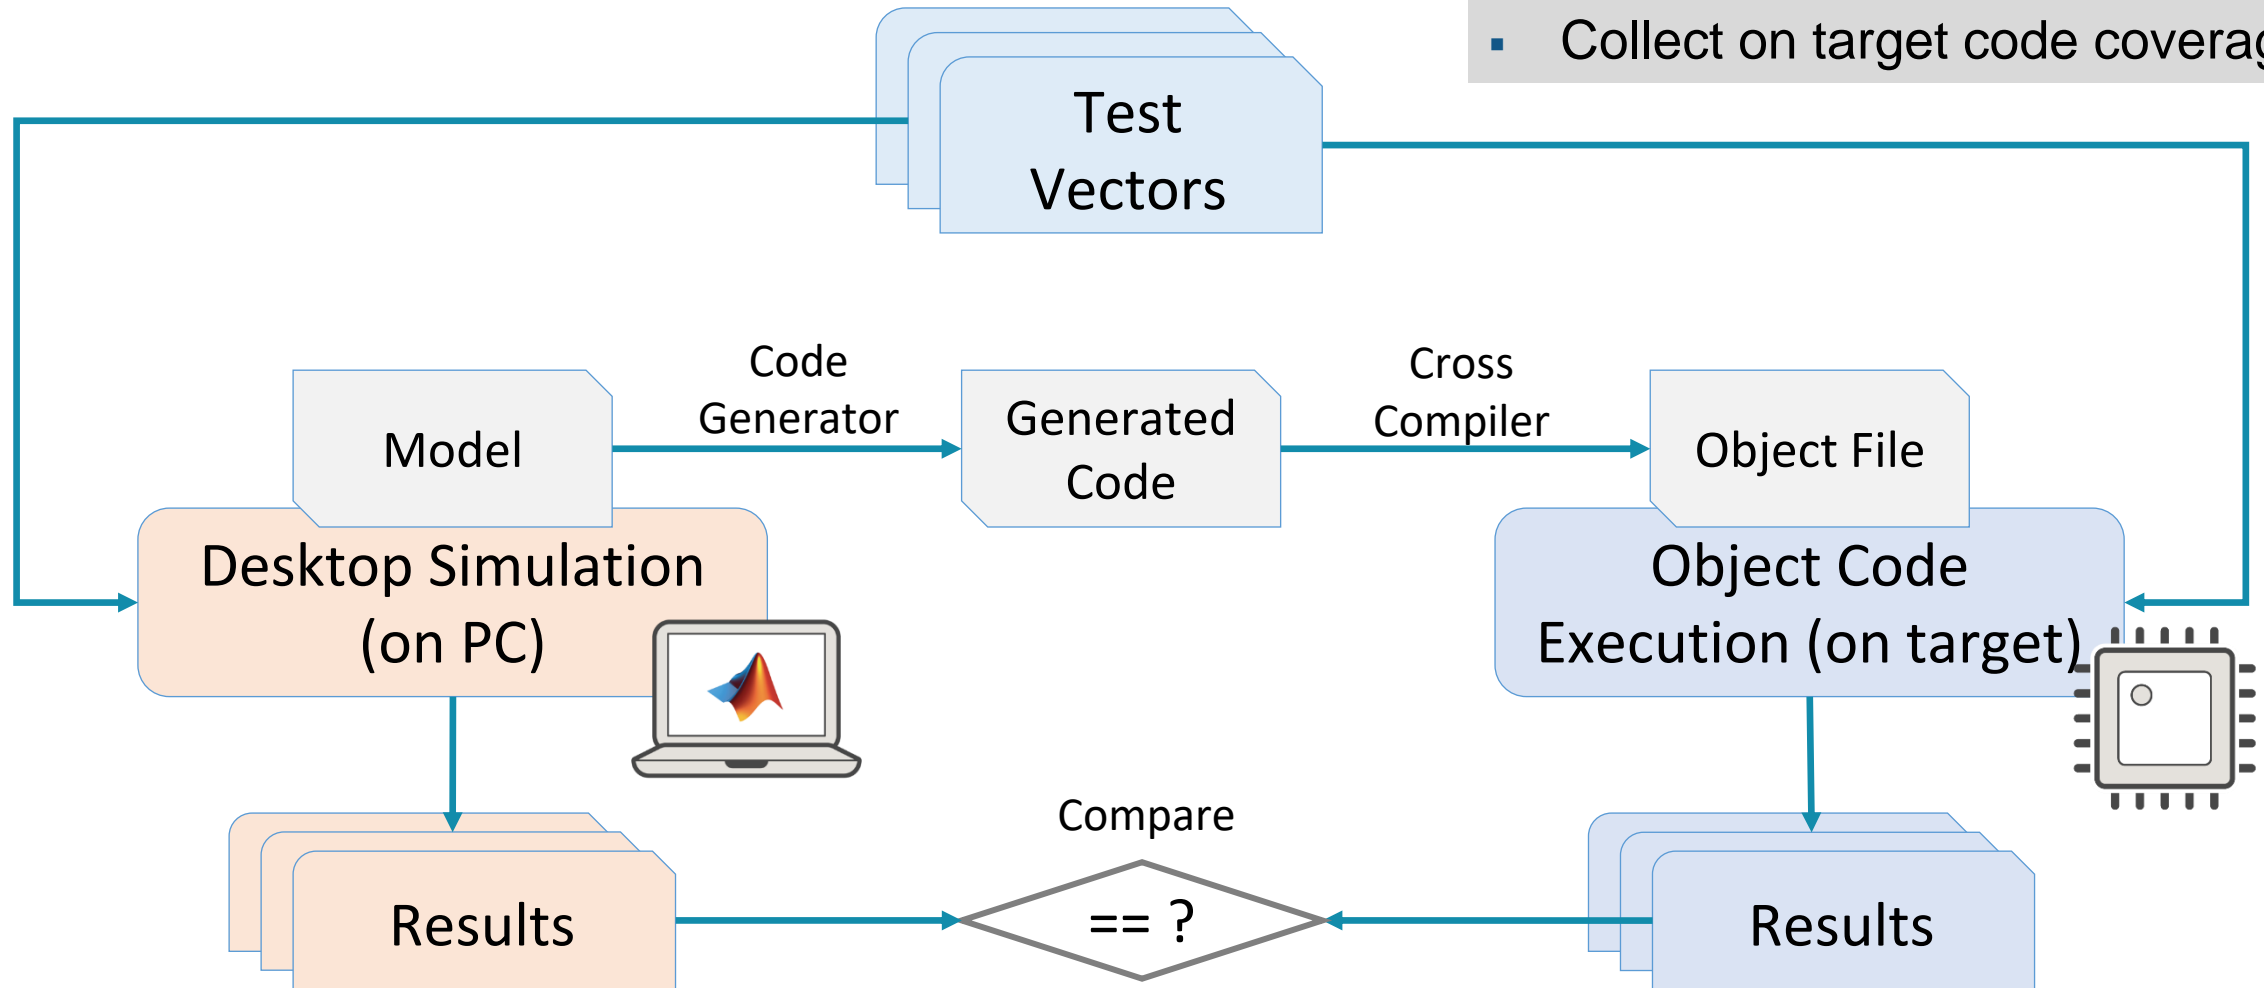 ▪ Collect on target code
Test
Vectors
Code
Generator
Cross
Compiler
Model
Generated
Code
Object File
Desktop Simulation
(on PC)
Object Code
Execution (on target)
Compare
Results
== ?
Results